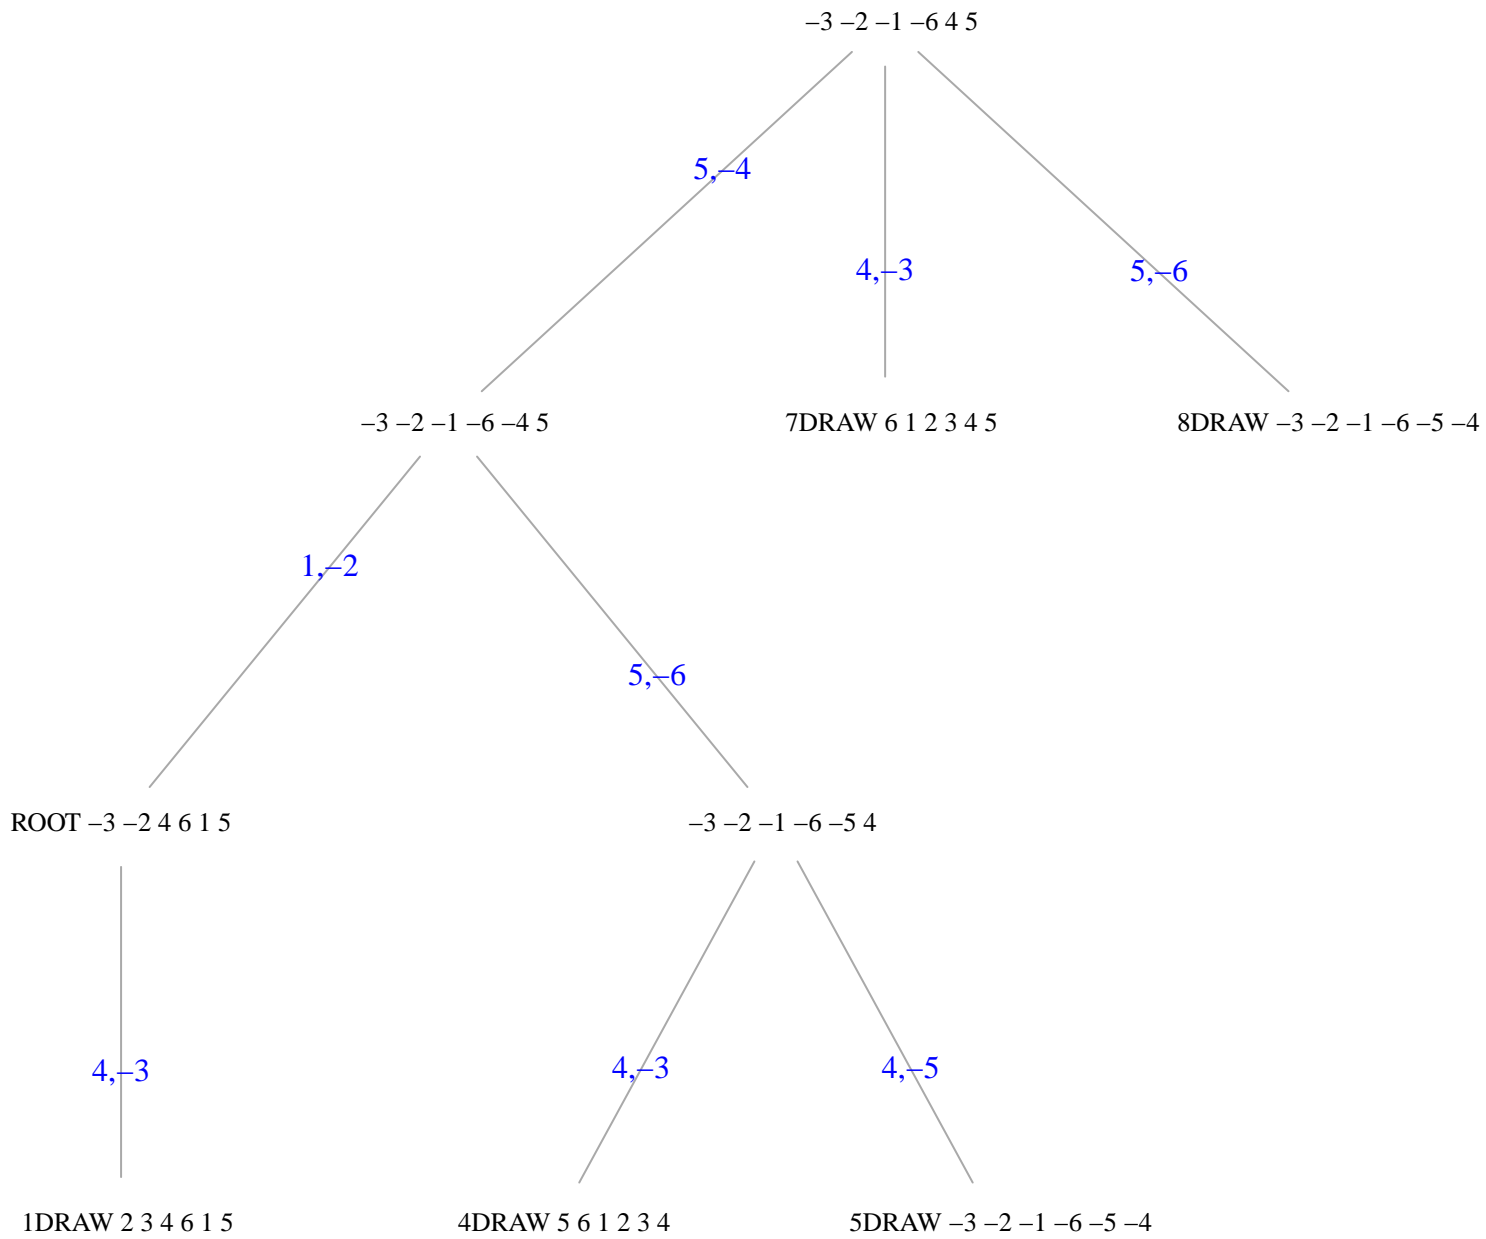 –3 –2 –1 –6 4 5
5,–4
4,–3
5,–6
–3 –2 –1 –6 –4 5
7DRAW 6 1 2 3 4 5
8DRAW –3 –2 –1 –6 –5 –4
1,–2
5,–6
ROOT –3 –2 4 6 1 5
–3 –2 –1 –6 –5 4
4,–3
4,–3
4,–5
1DRAW 2 3 4 6 1 5
4DRAW 5 6 1 2 3 4
5DRAW –3 –2 –1 –6 –5 –4